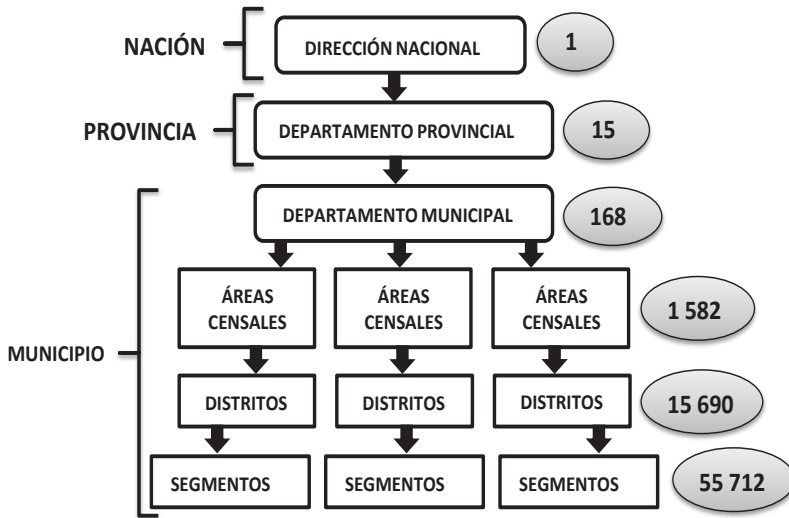 NACIÓN
DIRECCIÓN NACIONAL
1
PROVINCIA
DEPARTAMENTO PROVINCIAL
15
DEPARTAMENTO MUNICIPAL
168
MUNICIPIO
ÁREAS
CENSALES
ÁREAS
CENSALES
ÁREAS
CENSALES
1 582
DISTRITOS
DISTRITOS
DISTRITOS
15 690
SEGMENTOS
SEGMENTOS
SEGMENTOS
55 712